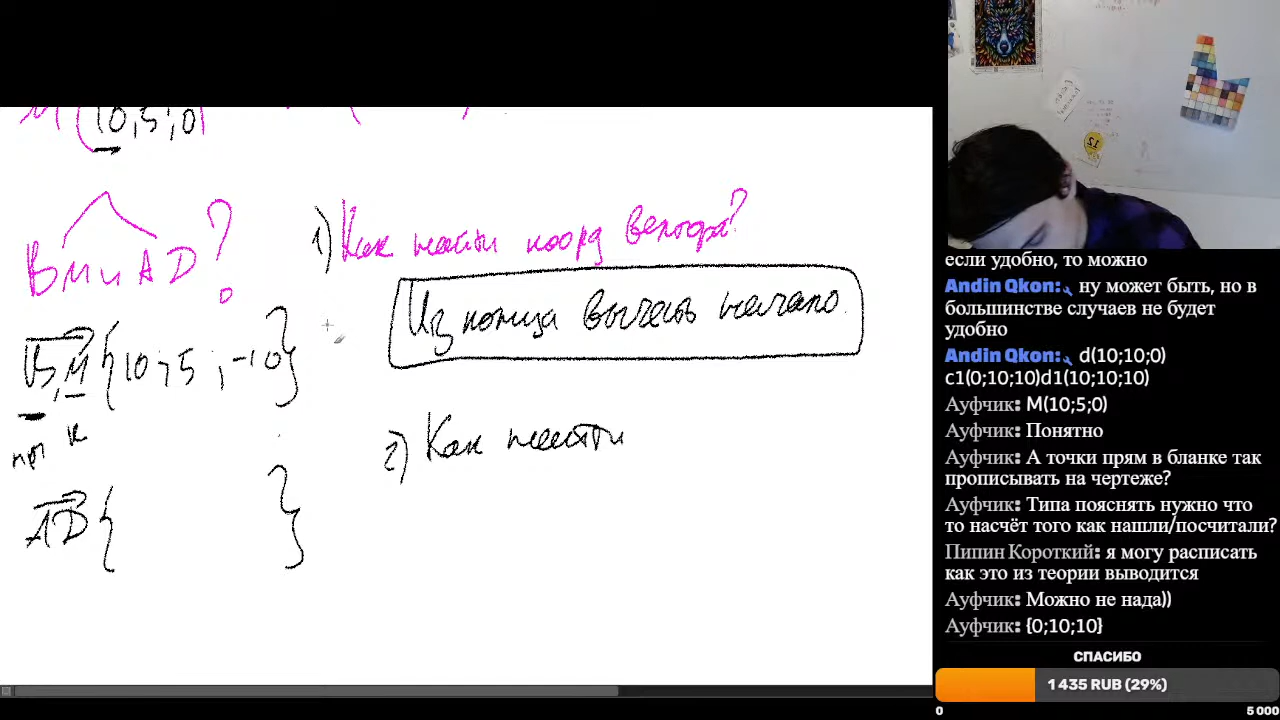 M(10;5;0)
BM и AD?
1) Как найти коорд вектора?
Из конца вычесть начало.
B₁M {10;5;-10}
к
AD { }
2) Как найти
если удобно, то можно
Andin Qkon: ну может быть, но в
большинстве случаев не будет
удобно
Andin Qkon: d(10;10;0)
c1(0;10;10)d1(10;10;10)
Ауфчик: M(10;5;0)
Ауфчик: Понятно
Ауфчик: А точки прям в бланке так
прописывать на чертеже?
Ауфчик: Типа пояснять нужно что
то насчёт того как нашли/посчитали?
Пипин Короткий: я могу расписать
как это из теории выводится
Ауфчик: Можно не нада))
Ауфчик: {0;10;10}
СПАСИБО
1 435 RUB (29%)
0
5 000